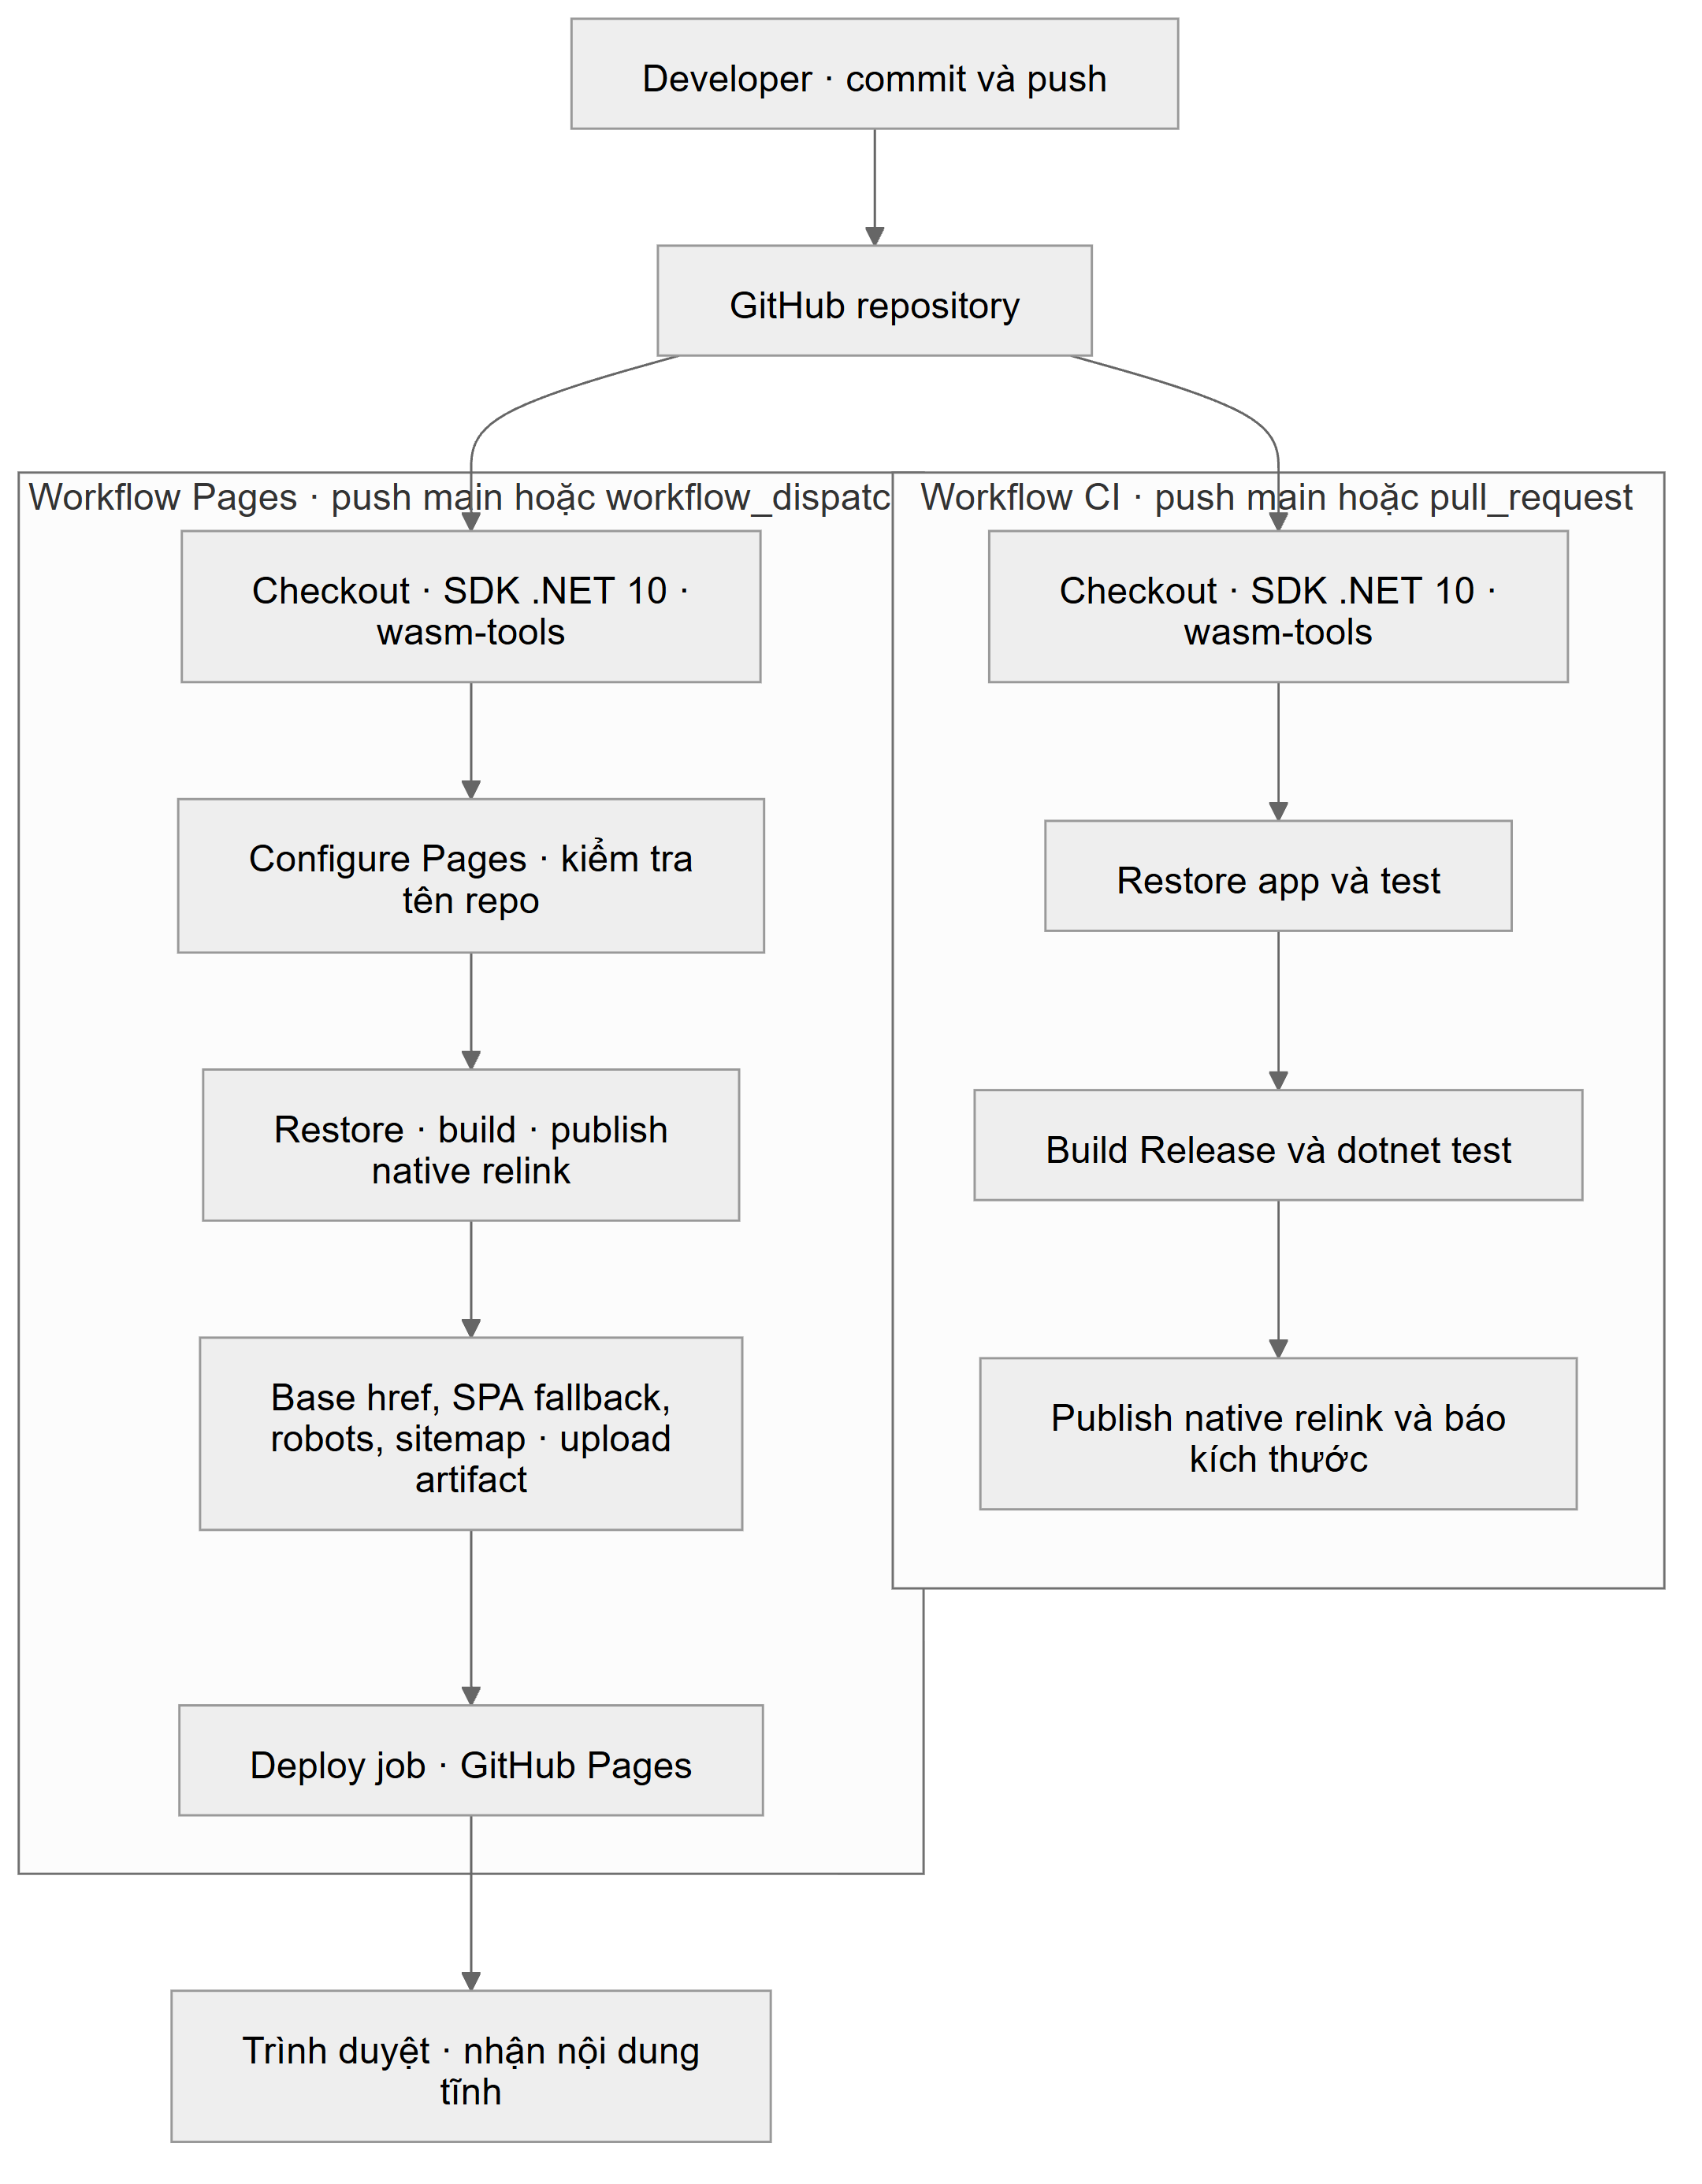 Developer · commit và push
GitHub repository
Workflow Pages · push main hoặc workflow_dispatc
Checkout · SDK .NET 10 ·
wasm-tools
Configure Pages · kiểm tra
tên repo
Restore · build · publish
native relink
Base href, SPA fallback,
robots, sitemap · upload
artifact
Deploy job · GitHub Pages
Workflow CI · push main hoặc pull_request
Checkout · SDK .NET 10 ·
wasm-tools
Restore app và test
Build Release và dotnet test
Publish native relink và báo
kích thước
Trình duyệt · nhận nội dung
tĩnh